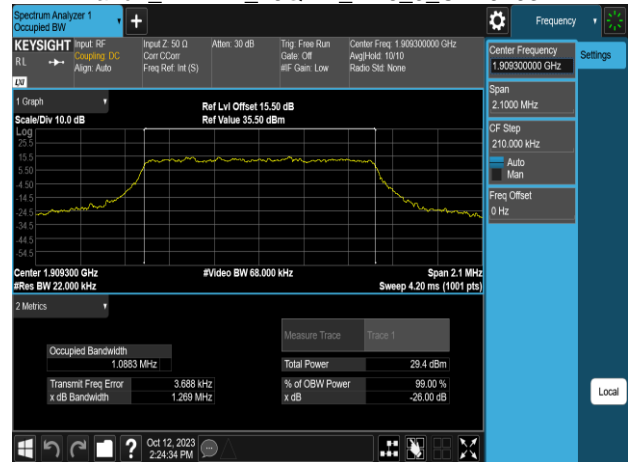 Spectrum Analyzer 1
Occupied BW
Frequency
KEYSIGHT
Input: RF
Input Z: 50 Ω
Atten: 30 dB
Trig: Free Run
Center Freq: 1.909300000 GHz
RL
Coupling: DC
Corr CCorr
Gate: Off
Avg|Hold: 10/10
Align: Auto
Freq Ref: Int (S)
#IF Gain: Low
Radio Std: None
LXI
Center Frequency
1.909300000 GHz
Settings
Span
2.1000 MHz
CF Step
210.000 kHz
Auto
Man
Freq Offset
0 Hz
1 Graph
Ref Lvl Offset 15.50 dB
Scale/Div 10.0 dB
Ref Value 35.50 dBm
Log
25.5
15.5
5.50
-4.50
-14.5
-24.5
-34.5
-44.5
-54.5
Center 1.909300 GHz
#Video BW 68.000 kHz
Span 2.1 MHz
#Res BW 22.000 kHz
Sweep 4.20 ms (1001 pts)
2 Metrics
Measure Trace
Trace 1
Occupied Bandwidth
1.0883 MHz
Total Power
29.4 dBm
Transmit Freq Error
3.688 kHz
% of OBW Power
99.00 %
x dB Bandwidth
1.269 MHz
x dB
-26.00 dB
Local
?
Oct 12, 2023
2:24:34 PM